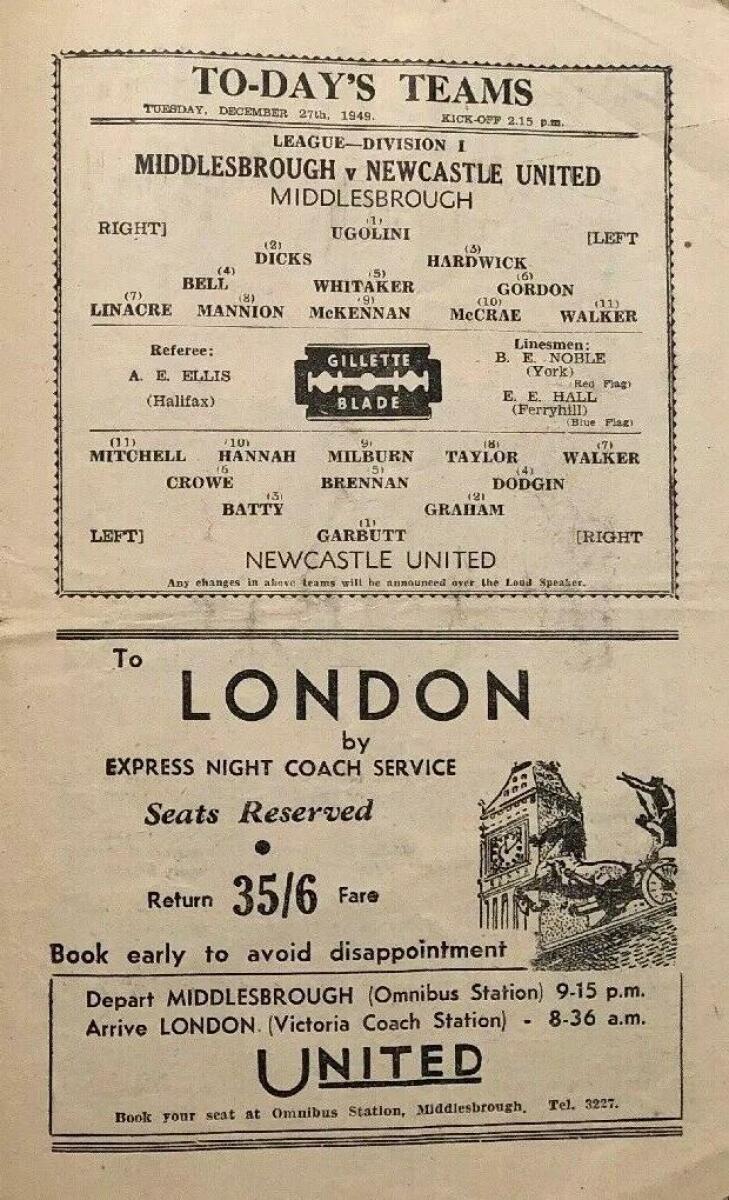 TO-DAY'S TEAMS
TUESDAY, DECEMBER 27th, 1949. KICK-OFF 2.15 p.m.
LEAGUE—DIVISION I
MIDDLESBROUGH v NEWCASTLE UNITED
MIDDLESBROUGH
RIGHT] (1) [LEFT
UGOLINI
(2) (3)
DICKS HARDWICK
(4) (5) (6)
BELL WHITAKER GORDON
(7) (8) (9) (10) (11)
LINACRE MANNION McKENNAN McCRAE WALKER
Referee:
A. E. ELLIS
(Halifax)
GILLETTE
BLADE
Linesmen:
B. E. NOBLE
(York)
(Red Flag)
E. E. HALL
(Ferryhill)
(Blue Flag)
(11) (10) 9) (8) (7)
MITCHELL HANNAH MILBURN TAYLOR WALKER
(6 5) (4)
CROWE BRENNAN DODGIN
(3) (2)
BATTY GRAHAM
(1)
LEFT] GARBUTT [RIGHT
NEWCASTLE UNITED
Any changes in above teams will be announced over the Loud Speaker.
To
LONDON
by
EXPRESS NIGHT COACH SERVICE
Seats Reserved
Return 35/6 Fare
Book early to avoid disappointment
Depart MIDDLESBROUGH (Omnibus Station) 9-15 p.m.
Arrive LONDON. (Victoria Coach Station) - 8-36 a.m.
UNITED
Book your seat at Omnibus Station, Middlesbrough. Tel. 3227.